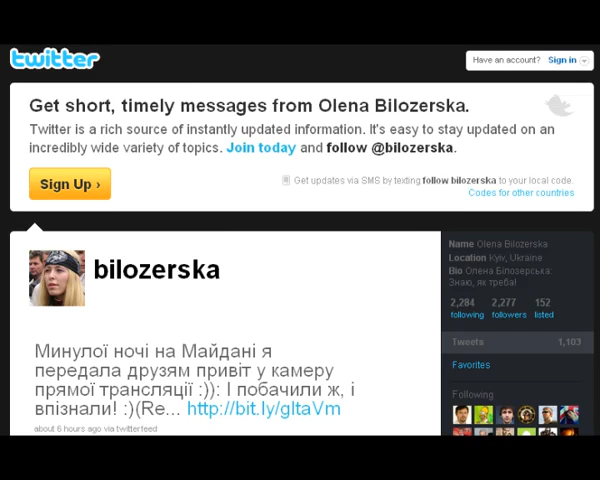 twitter
Have an account? Sign in
Get short, timely messages from Olena Bilozerska.
Twitter is a rich source of instantly updated information. It's easy to stay updated on an
incredibly wide variety of topics. Join today and follow @bilozerska.
Sign Up ›
Get updates via SMS by texting follow bilozerska to your local code.
Codes for other countries
bilozerska
Минулої ночі на Майдані я
передала друзям привіт у камеру
прямої трансляції :)): І побачили ж, і
впізнали! :)(Re... http://bit.ly/gItaVm
about 6 hours ago via twitterfeed
Name Olena Bilozerska
Location Kyiv, Ukraine
Bio Олена Білозерська:
Знаю, як треба!
2,284 2,277 152
following followers listed
Tweets 1,103
Favorites
Following